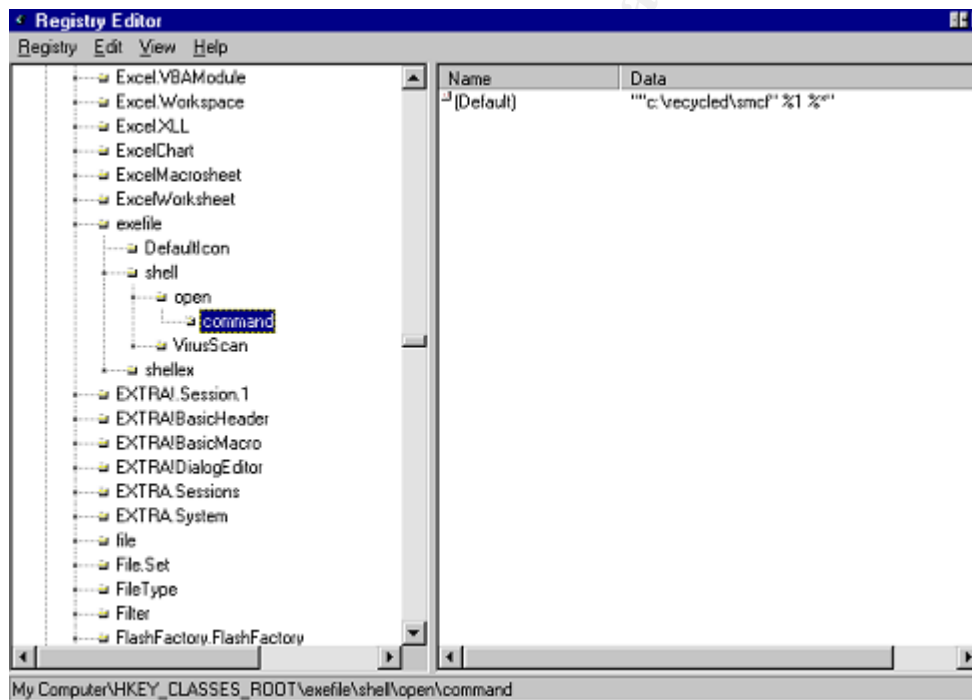 Registry Editor
Registry Edit View Help
Excel.VBAModule
Excel.Workspace
Excel.XLL
ExcelChart
ExcelMacrosheet
ExcelWorksheet
exefile
DefaultIcon
shell
open
command
VirusScan
shellex
EXTRA!.Session.1
EXTRA!BasicHeader
EXTRA!BasicMacro
EXTRA!DialogEditor
EXTRA.Sessions
EXTRA.System
file
File.Set
FileType
Filter
FlashFactory.FlashFactory
Name Data
(Default) ""c:\recycled\smcf" %1 %*"
My Computer\HKEY_CLASSES_ROOT\exefile\shell\open\command